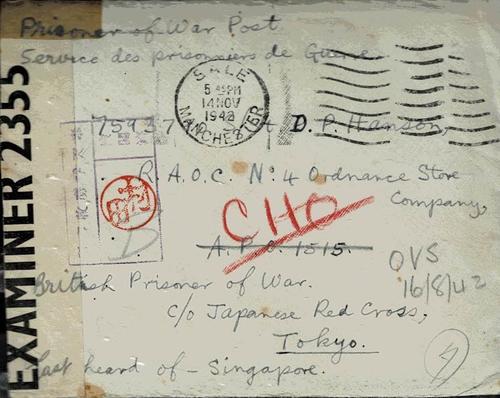 Prisoner of War Post
Service des prisonniers de Guerre
SALE
5 45PM
14 NOV
1942
MANCHESTER
EXAMINER 2355
D. P. Hanson,
R.A.O.C. No: 4 Ordnance Store
Company,
CHO
A.P.O. 1515.
OVS
16/8/42
British Prisoner of War.
c/o Japanese Red Cross,
Tokyo.
Last heard of - Singapore.